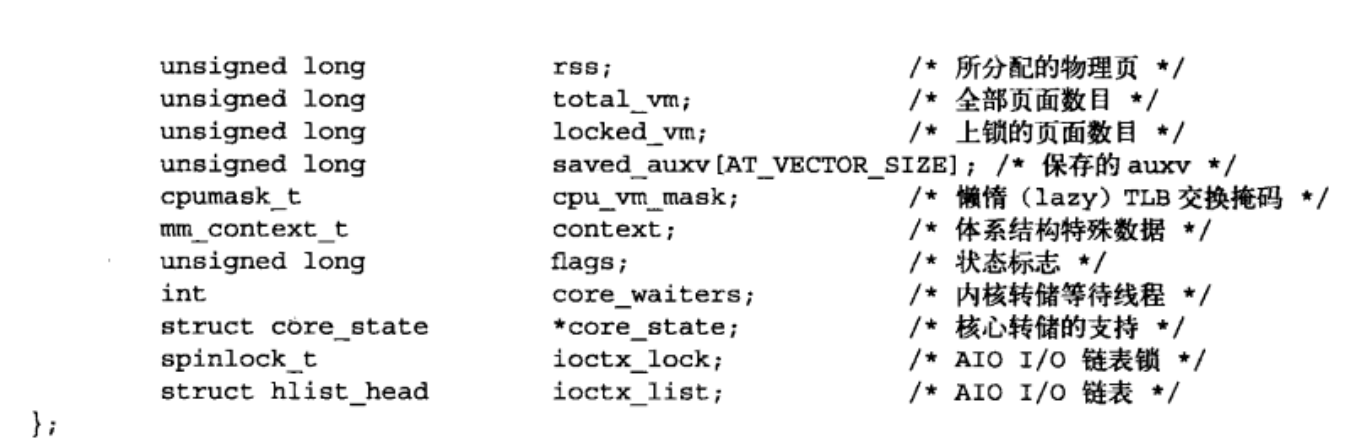 unsigned long rss; /* 所分配的物理页 */
unsigned long total_vm; /* 全部页面数目 */
unsigned long locked_vm; /* 上锁的页面数目 */
unsigned long saved_auxv[AT_VECTOR_SIZE]; /* 保存的 auxv */
cpumask_t cpu_vm_mask; /* 懒惰（lazy）TLB 交换掩码 */
mm_context_t context; /* 体系结构特殊数据 */
unsigned long flags; /* 状态标志 */
int core_waiters; /* 内核转储等待线程 */
struct core_state *core_state; /* 核心转储的支持 */
spinlock_t ioctx_lock; /* AIO I/O 链表锁 */
struct hlist_head ioctx_list; /* AIO I/O 链表 */
};